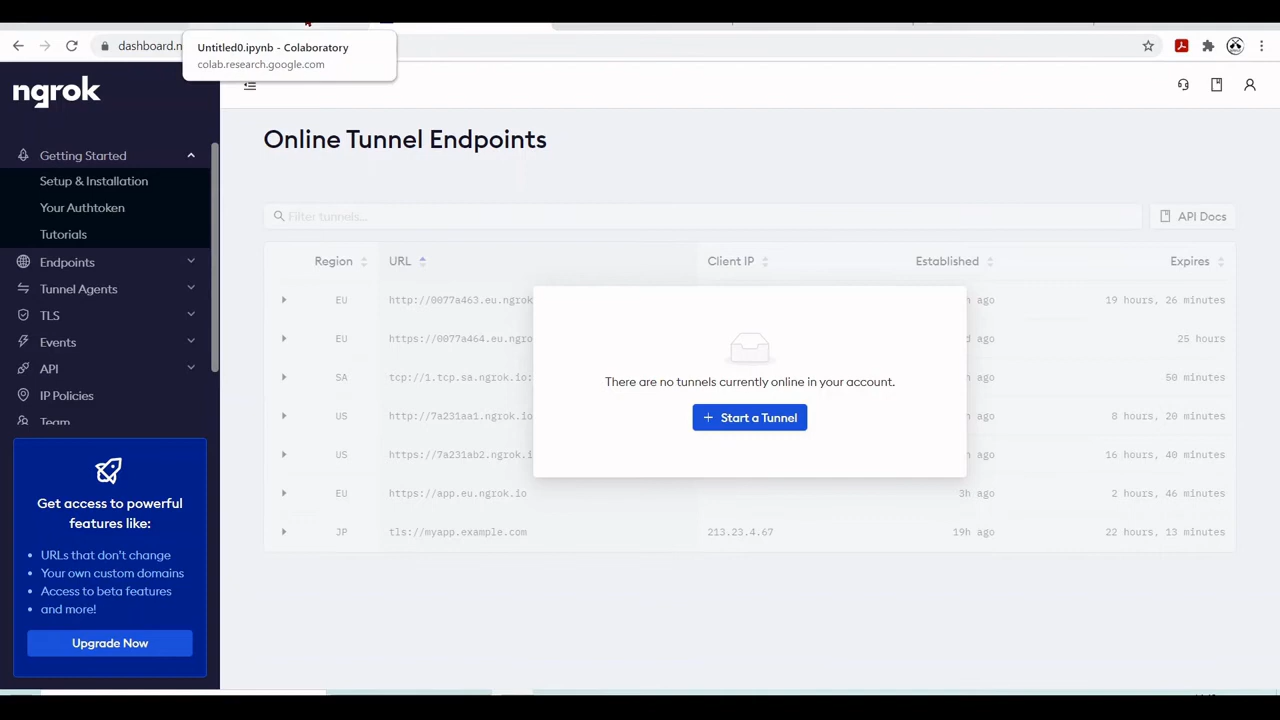 Untitled0.ipynb - Colaboratory
colab.research.google.com
dashboard.n
ngrok
Getting Started
Setup & Installation
Your Authtoken
Tutorials
Endpoints
Tunnel Agents
TLS
Events
API
IP Policies
Team
Get access to powerful
features like:
• URLs that don't change
• Your own custom domains
• Access to beta features
• and more!
Upgrade Now
Online Tunnel Endpoints
Filter tunnels...
API Docs
Region URL Client IP Established Expires
EU http://0077a463.eu.ngrok h ago 19 hours, 26 minutes
EU https://0077a464.eu.ngro d ago 25 hours
SA tcp://1.tcp.sa.ngrok.io: ago 50 minutes
US http://7a231aa1.ngrok.io ago 8 hours, 20 minutes
US https://7a231ab2.ngrok.i ago 16 hours, 40 minutes
EU https://app.eu.ngrok.io 3h ago 2 hours, 46 minutes
JP tls://myapp.example.com 213.23.4.67 19h ago 22 hours, 13 minutes
There are no tunnels currently online in your account.
+ Start a Tunnel